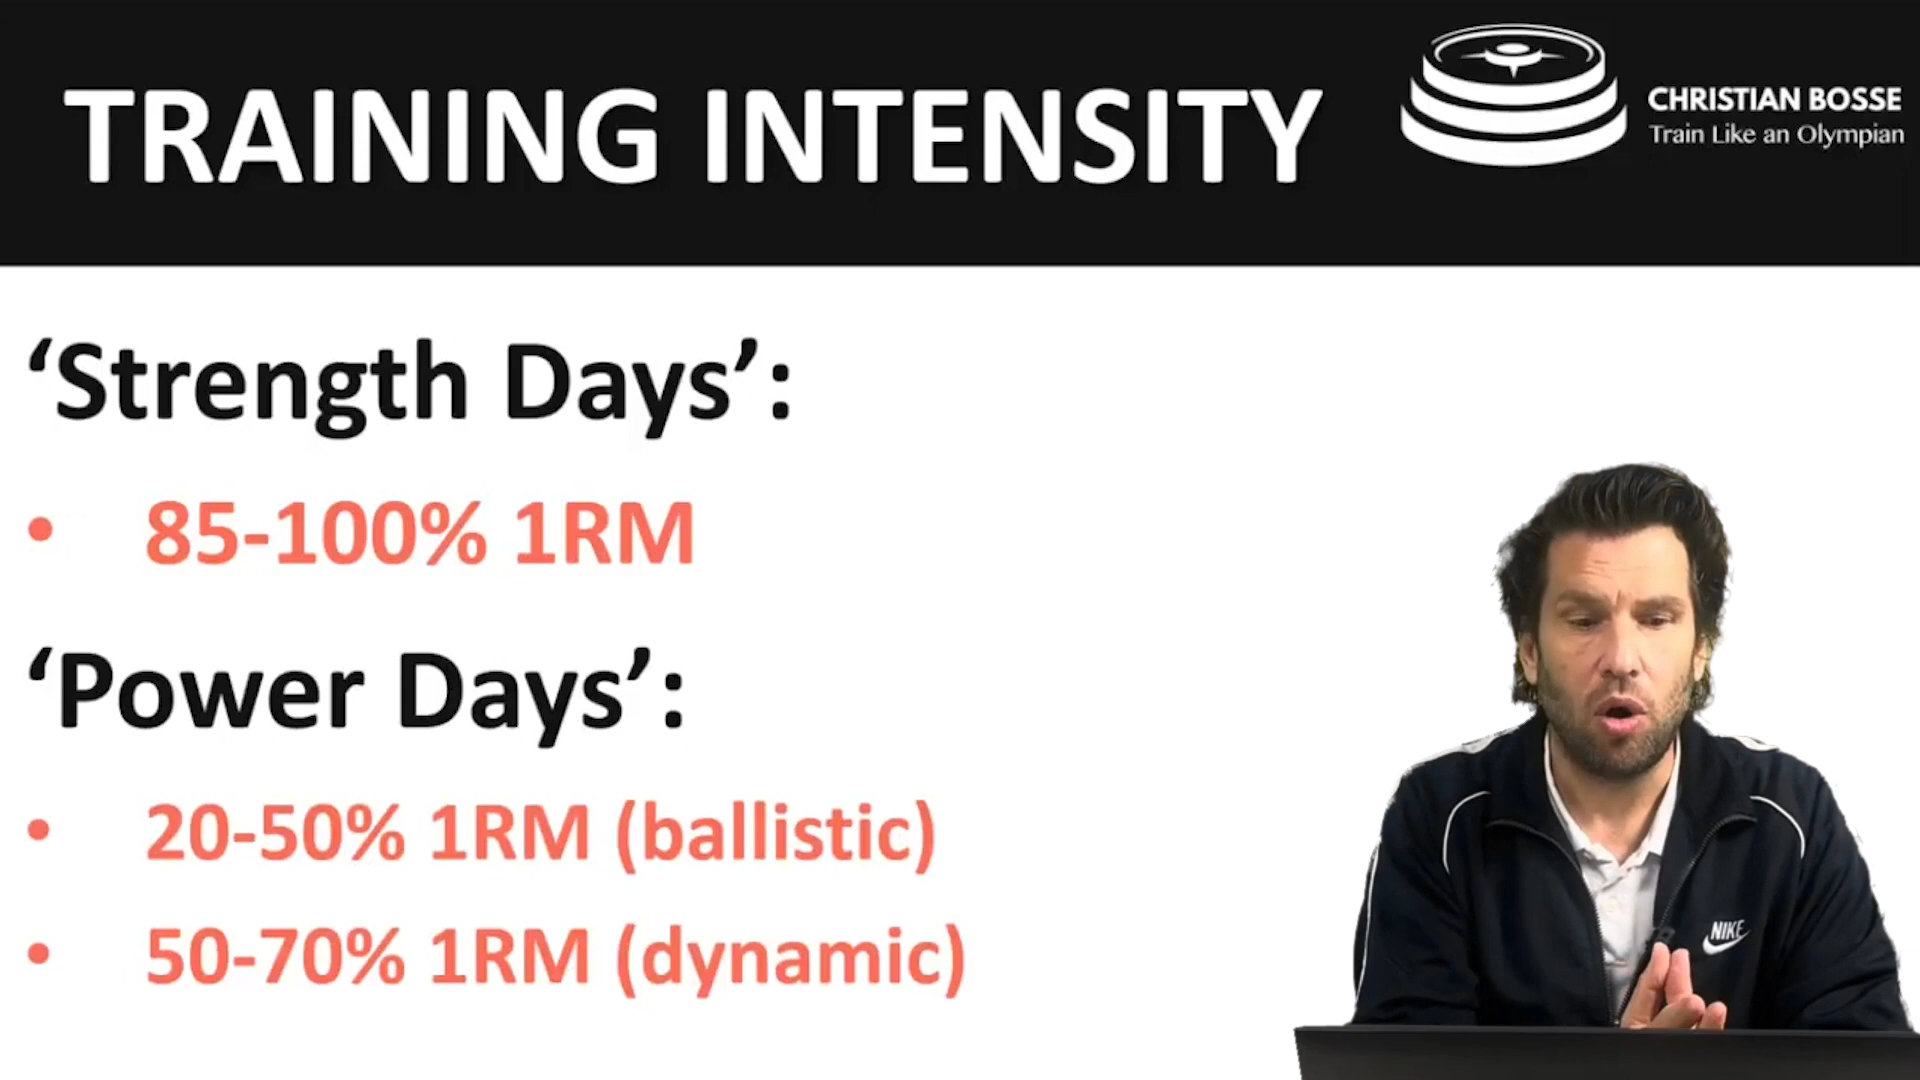 TRAINING INTENSITY
CHRISTIAN BOSSE
Train Like an Olympian
‘Strength Days’:
• 85-100% 1RM
‘Power Days’:
• 20-50% 1RM (ballistic)
• 50-70% 1RM (dynamic)
NIKE